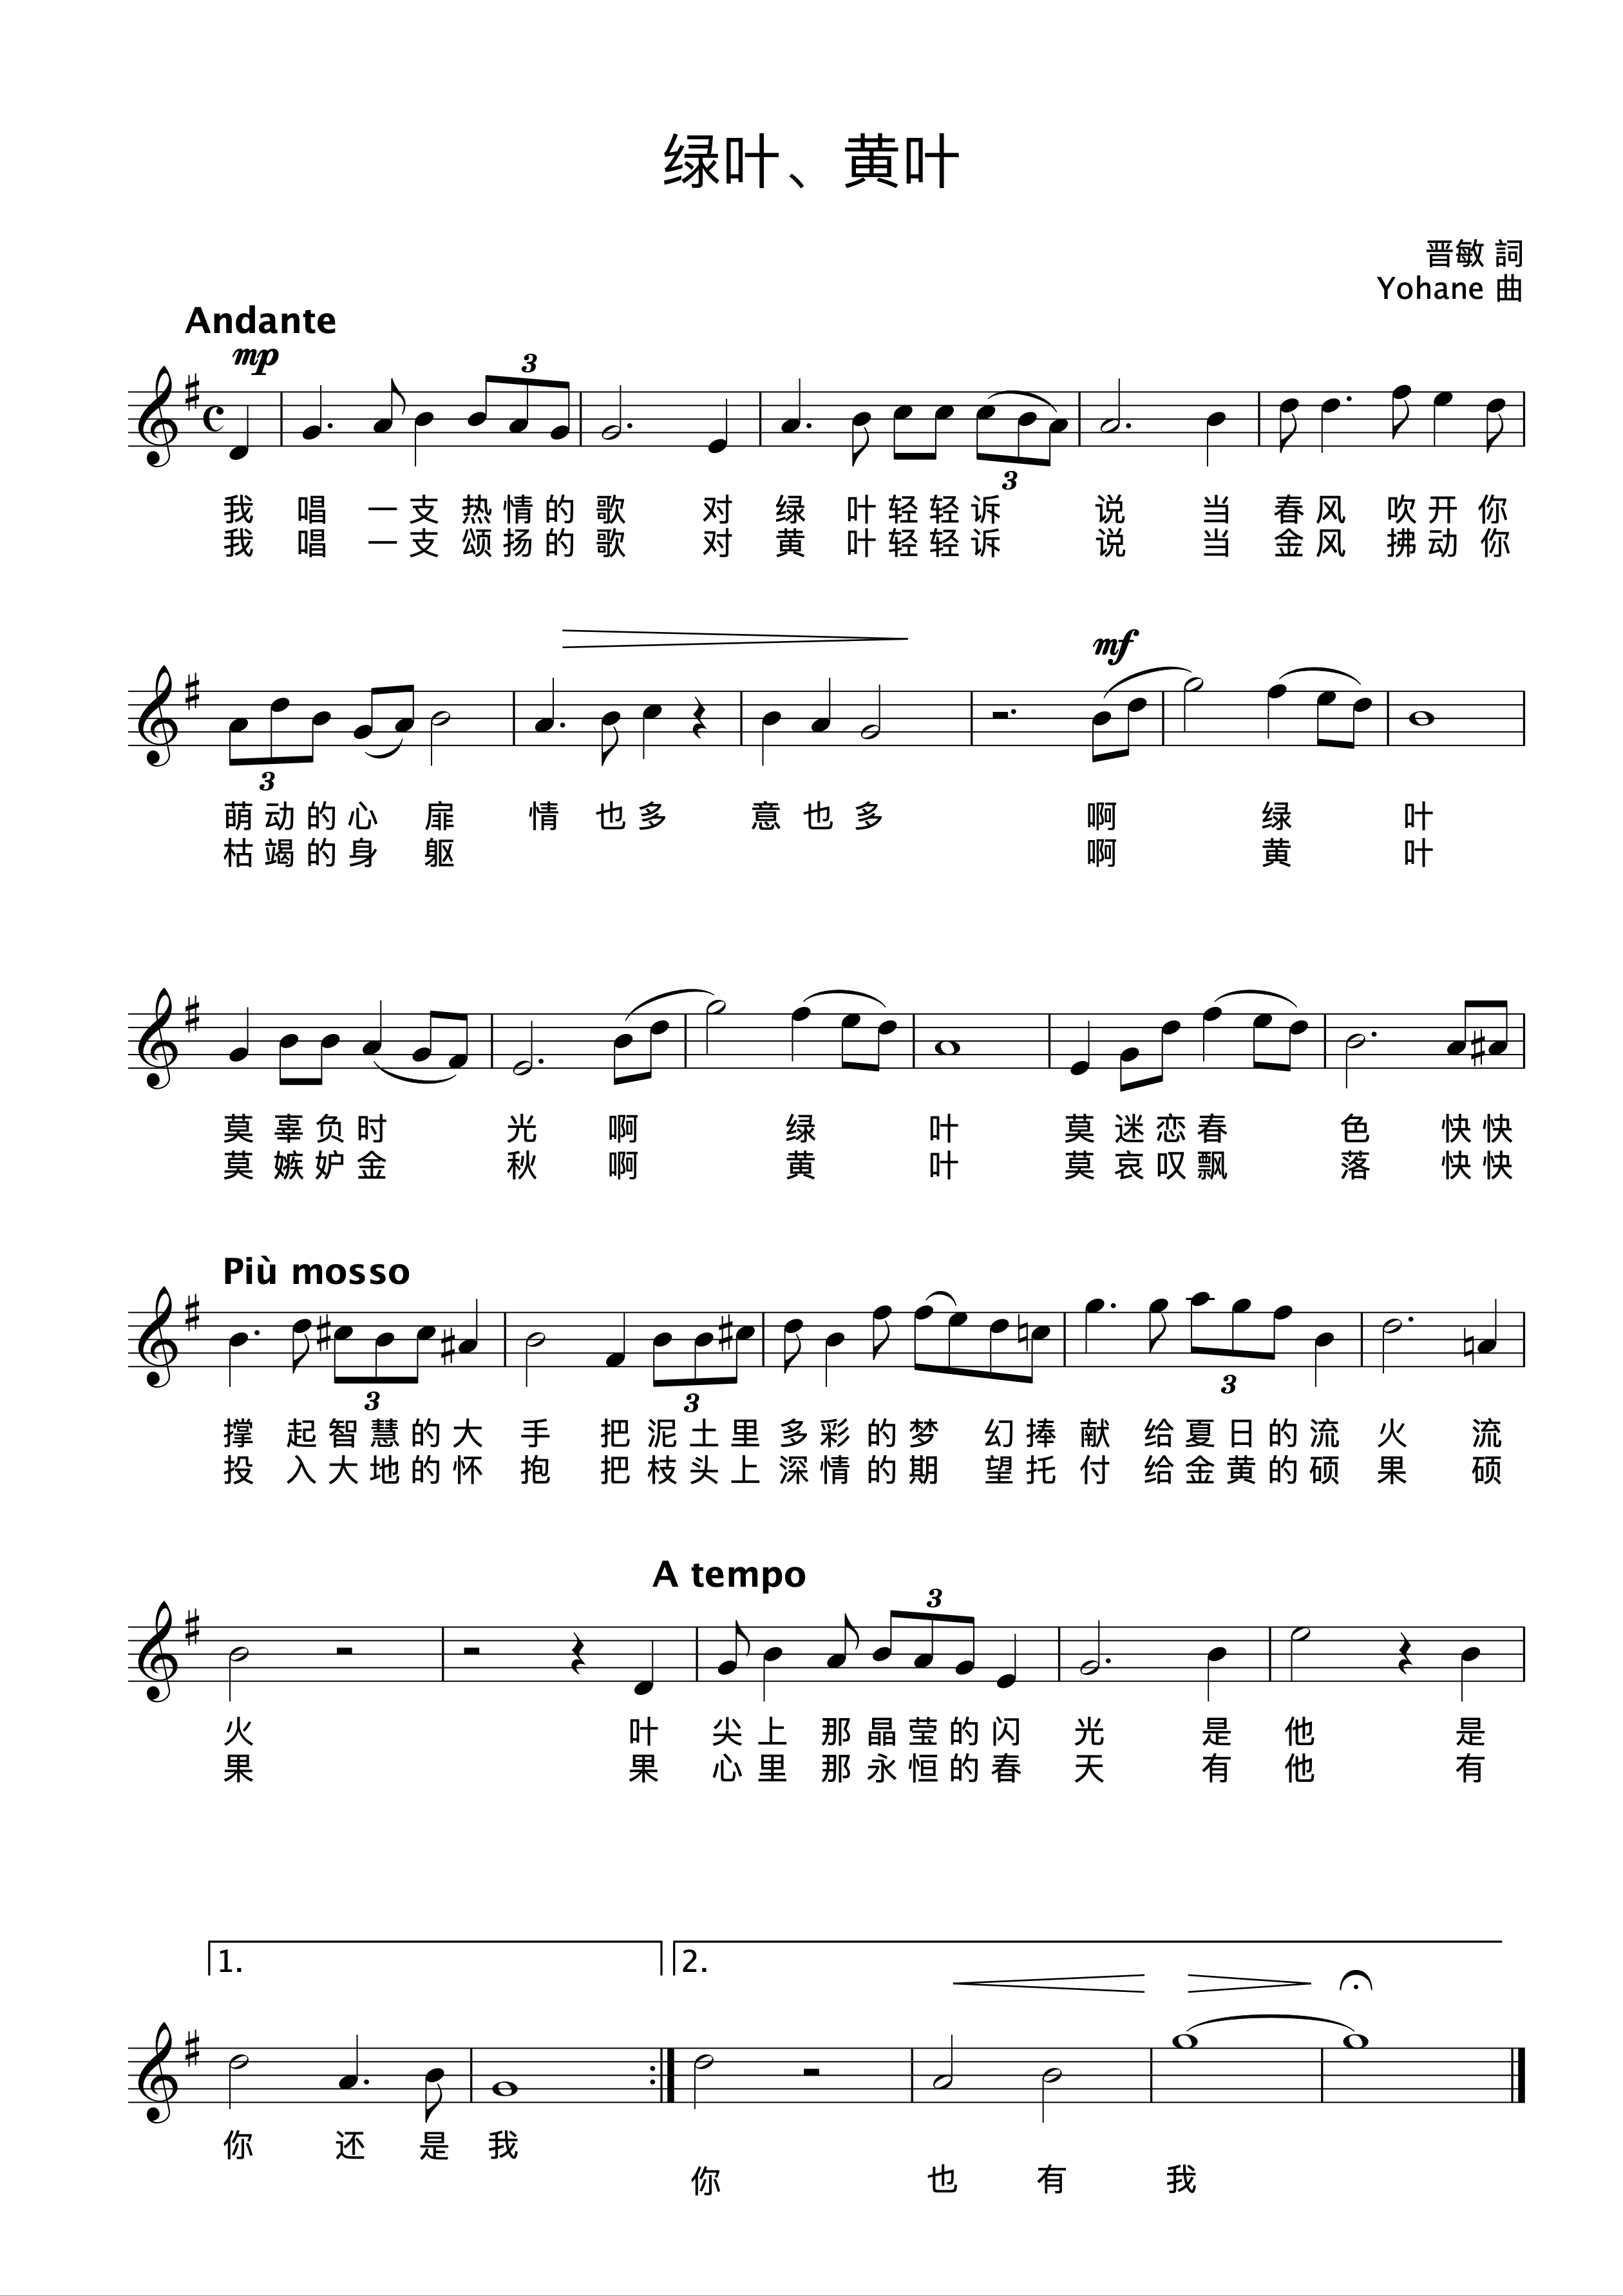 绿叶、黄叶
晋敏 詞
Yohane 曲
Andante
mp
3
3
我 唱 一 支 热 情 的 歌 对 绿 叶 轻 轻 诉 说 当 春 风 吹 开 你
我 唱 一 支 颂 扬 的 歌 对 黄 叶 轻 轻 诉 说 当 金 风 拂 动 你
mf
3
萌 动 的 心 扉 情 也 多 意 也 多 啊 绿 叶
枯 竭 的 身 躯 啊 黄 叶
莫 辜 负 时 光 啊 绿 叶 莫 迷 恋 春 色 快 快
莫 嫉 妒 金 秋 啊 黄 叶 莫 哀 叹 飘 落 快 快
Più mosso
3 3 3
撑 起 智 慧 的 大 手 把 泥 土 里 多 彩 的 梦 幻 捧 献 给 夏 日 的 流 火 流
投 入 大 地 的 怀 抱 把 枝 头 上 深 情 的 期 望 托 付 给 金 黄 的 硕 果 硕
A tempo
3
火 叶 尖 上 那 晶 莹 的 闪 光 是 他 是
果 果 心 里 那 永 恒 的 春 天 有 他 有
1. 2.
你 还 是 我
你 也 有 我